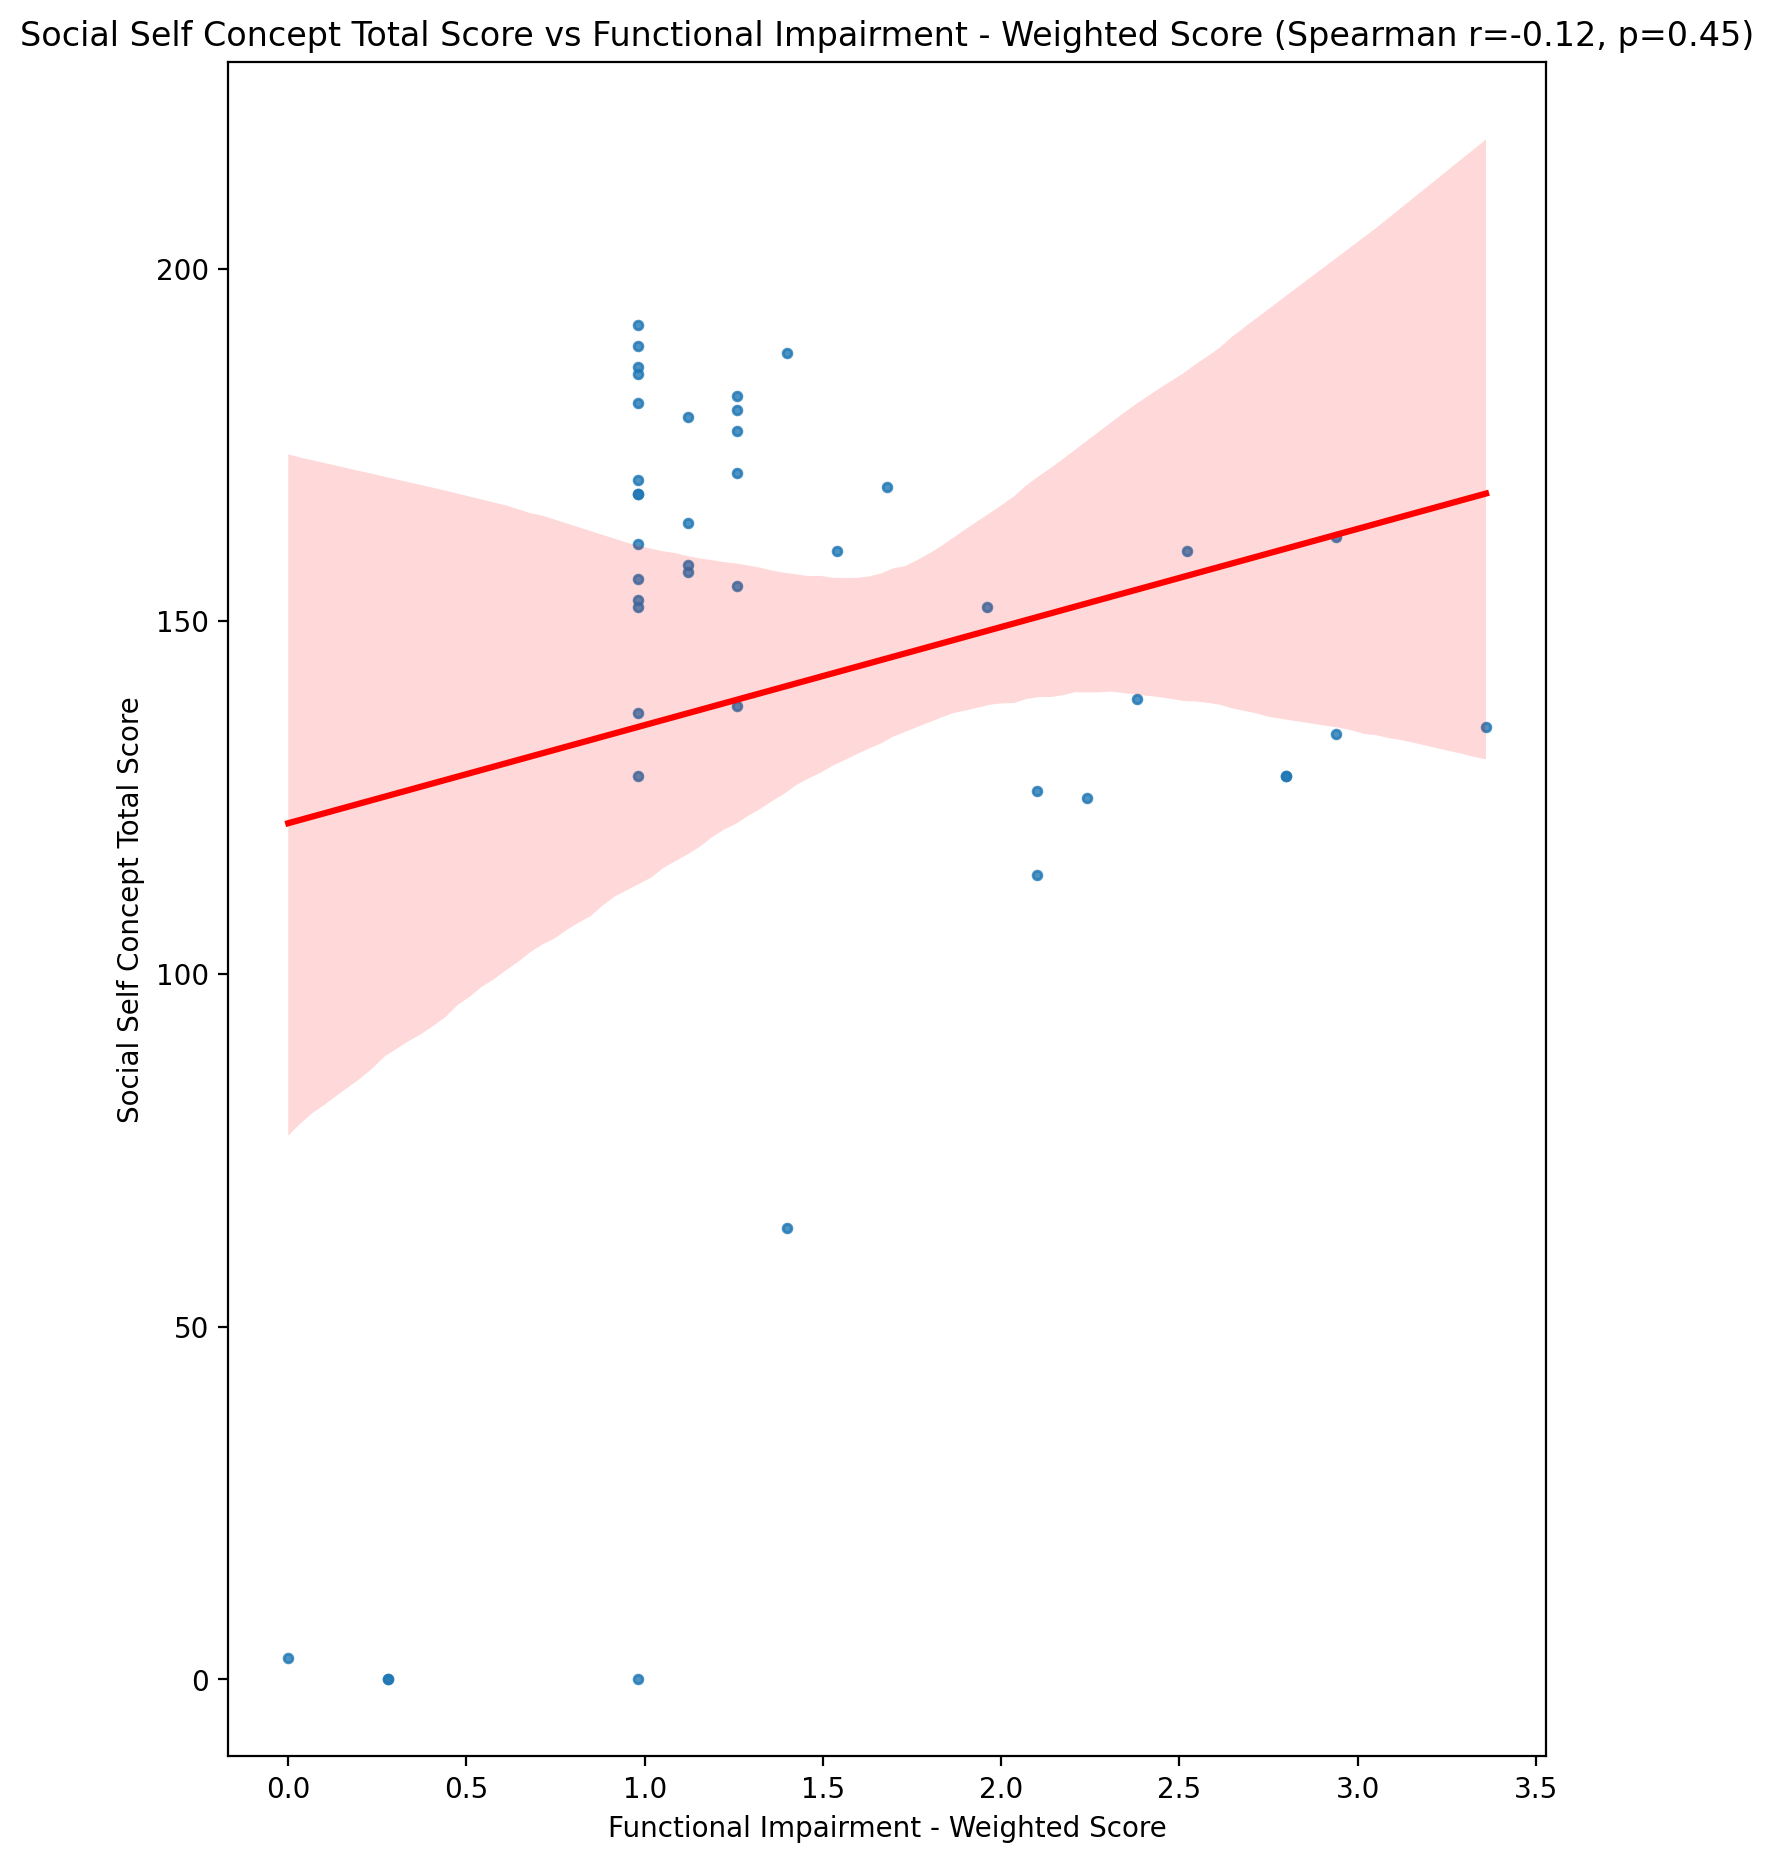 Social Self Concept Total Score vs Functional Impairment - Weighted Score (Spearman r=-0.12, p=0.45)
Social Self Concept Total Score
200
150
100
50
0
0.0 0.5 1.0 1.5 2.0 2.5 3.0 3.5
Functional Impairment - Weighted Score